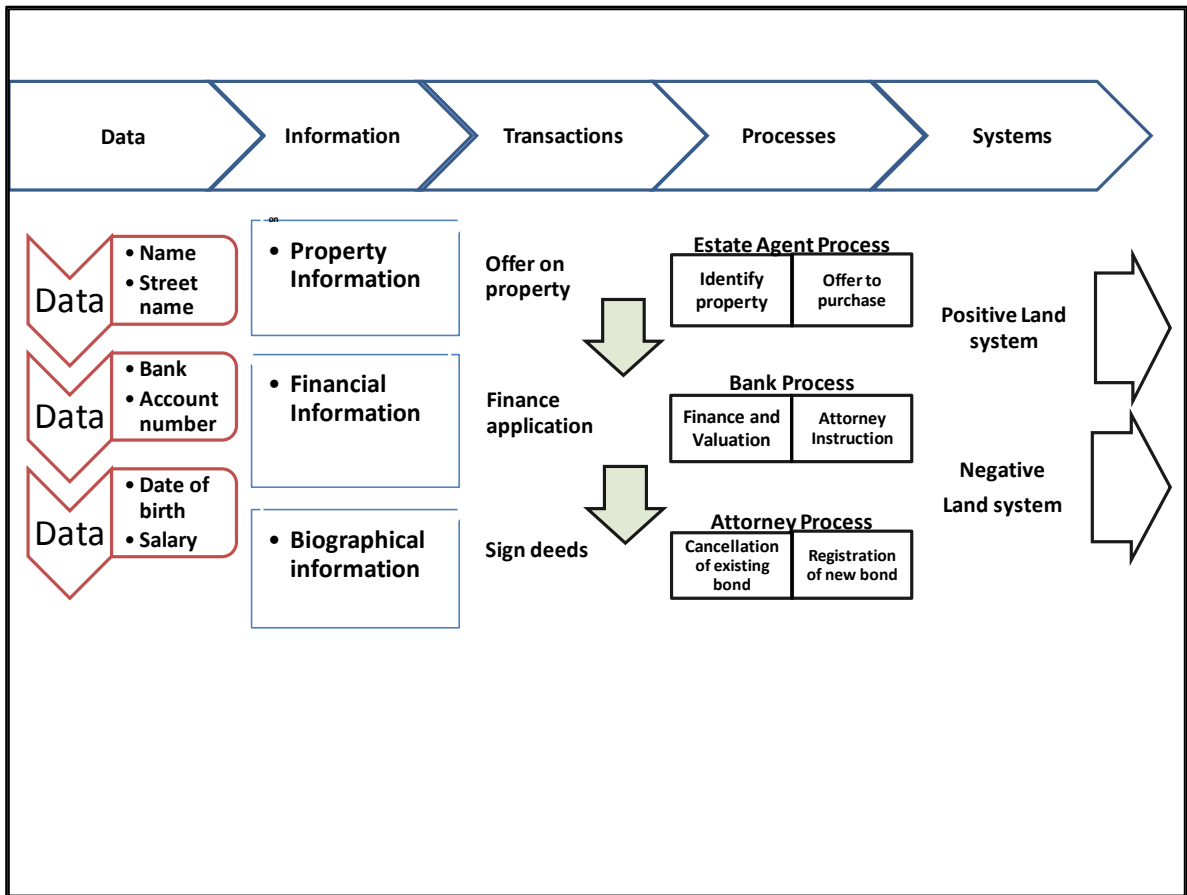 Data
Information
Transactions
Processes
Systems
Data
• Name
• Street
name
Data
• Bank
• Account
number
Data
• Date of
birth
• Salary
on
• Property
Information
• Financial
Information
• Biographical
information
Offer on
property
Finance
application
Sign deeds
Estate Agent Process
Identify
property
Offer to
purchase
Bank Process
Finance and
Valuation
Attorney
Instruction
Attorney Process
Cancellation
of existing
bond
Registration
of new bond
Positive Land
system
Negative
Land system